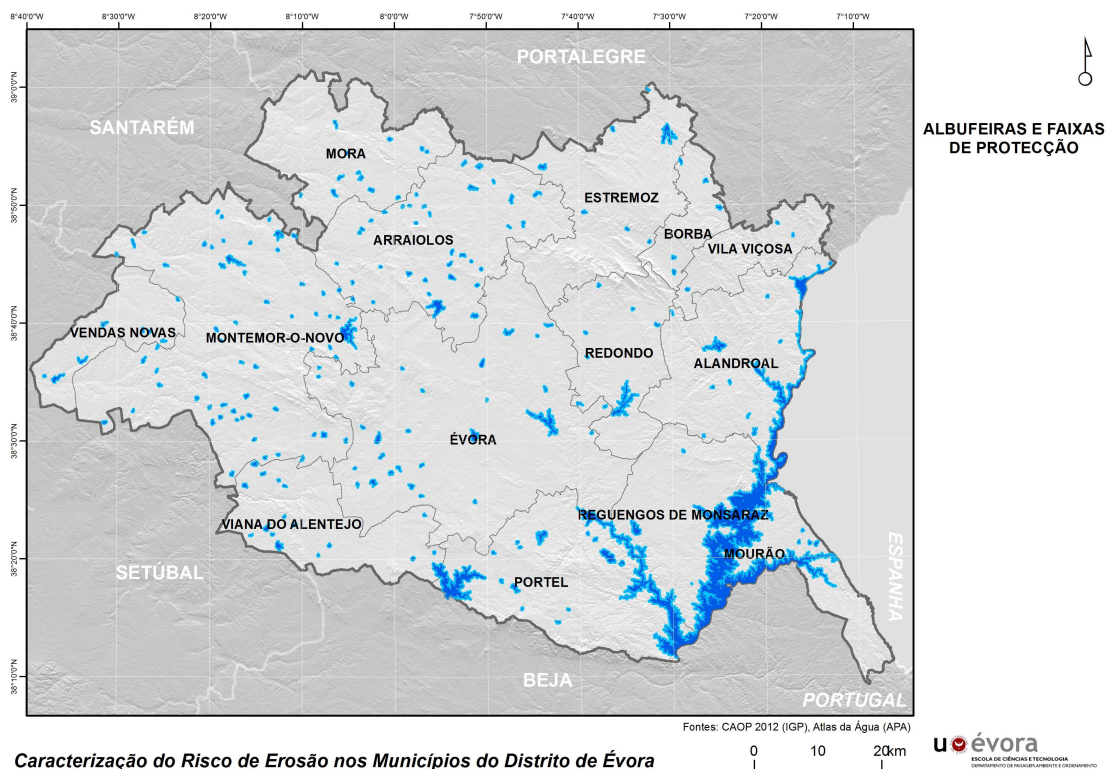 8°40'0"W 8°30'0"W 8°20'0"W 8°10'0"W 8°0'0"W 7°50'0"W 7°40'0"W 7°30'0"W 7°20'0"W 7°10'0"W
39°0'0"N
38°50'0"N
38°40'0"N
38°30'0"N
38°20'0"N
38°10'0"N
PORTALEGRE
SANTARÉM
MORA
ESTREMOZ
BORBA
ARRAIOLOS
VILA VIÇOSA
VENDAS NOVAS
MONTEMOR-O-NOVO
REDONDO
ALANDROAL
ÉVORA
REGUENGOS DE MONSARAZ
VIANA DO ALENTEJO
MOURÃO
SETÚBAL
PORTEL
ESPANHA
BEJA
PORTUGAL
ALBUFEIRAS E FAIXAS
DE PROTECÇÃO
Fontes: CAOP 2012 (IGP), Atlas da Água (APA)
Caracterização do Risco de Erosão nos Municípios do Distrito de Évora
0 10 20km
u évora
ESCOLA DE CIÊNCIAS E TECNOLOGIA
DEPARTAMENTO DE PAISAGEM, AMBIENTE E ORDENAMENTO